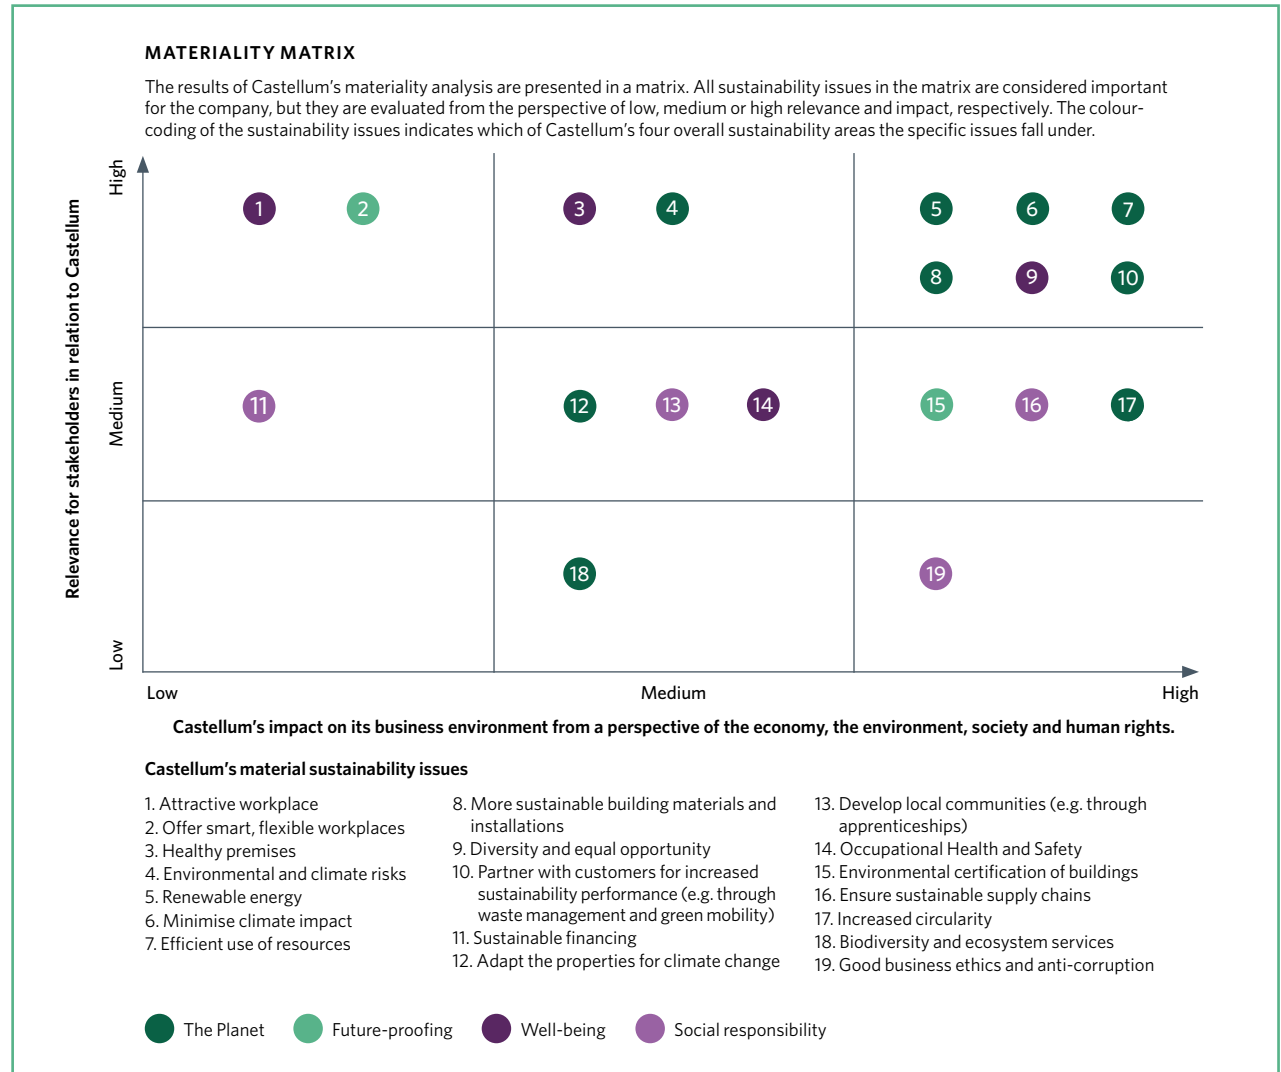 MATERIALITY MATRIX
The results of Castellum's materiality analysis are presented in a matrix. All sustainability issues in the matrix are considered important
for the company, but they are evaluated from the perspective of low, medium or high relevance and impact, respectively. The colour-
coding of the sustainability issues indicates which of Castellum's four overall sustainability areas the specific issues fall under.
Relevance for stakeholders in relation to Castellum
High
Medium
Low
1 2 3 4 5 6 7
8 9 10
11 12 13 14 15 16 17
18 19
Low Medium High
Castellum's impact on its business environment from a perspective of the economy, the environment, society and human rights.
Castellum's material sustainability issues
1. Attractive workplace
2. Offer smart, flexible workplaces
3. Healthy premises
4. Environmental and climate risks
5. Renewable energy
6. Minimise climate impact
7. Efficient use of resources
8. More sustainable building materials and
installations
9. Diversity and equal opportunity
10. Partner with customers for increased
sustainability performance (e.g. through
waste management and green mobility)
11. Sustainable financing
12. Adapt the properties for climate change
13. Develop local communities (e.g. through
apprenticeships)
14. Occupational Health and Safety
15. Environmental certification of buildings
16. Ensure sustainable supply chains
17. Increased circularity
18. Biodiversity and ecosystem services
19. Good business ethics and anti-corruption
The Planet Future-proofing Well-being Social responsibility